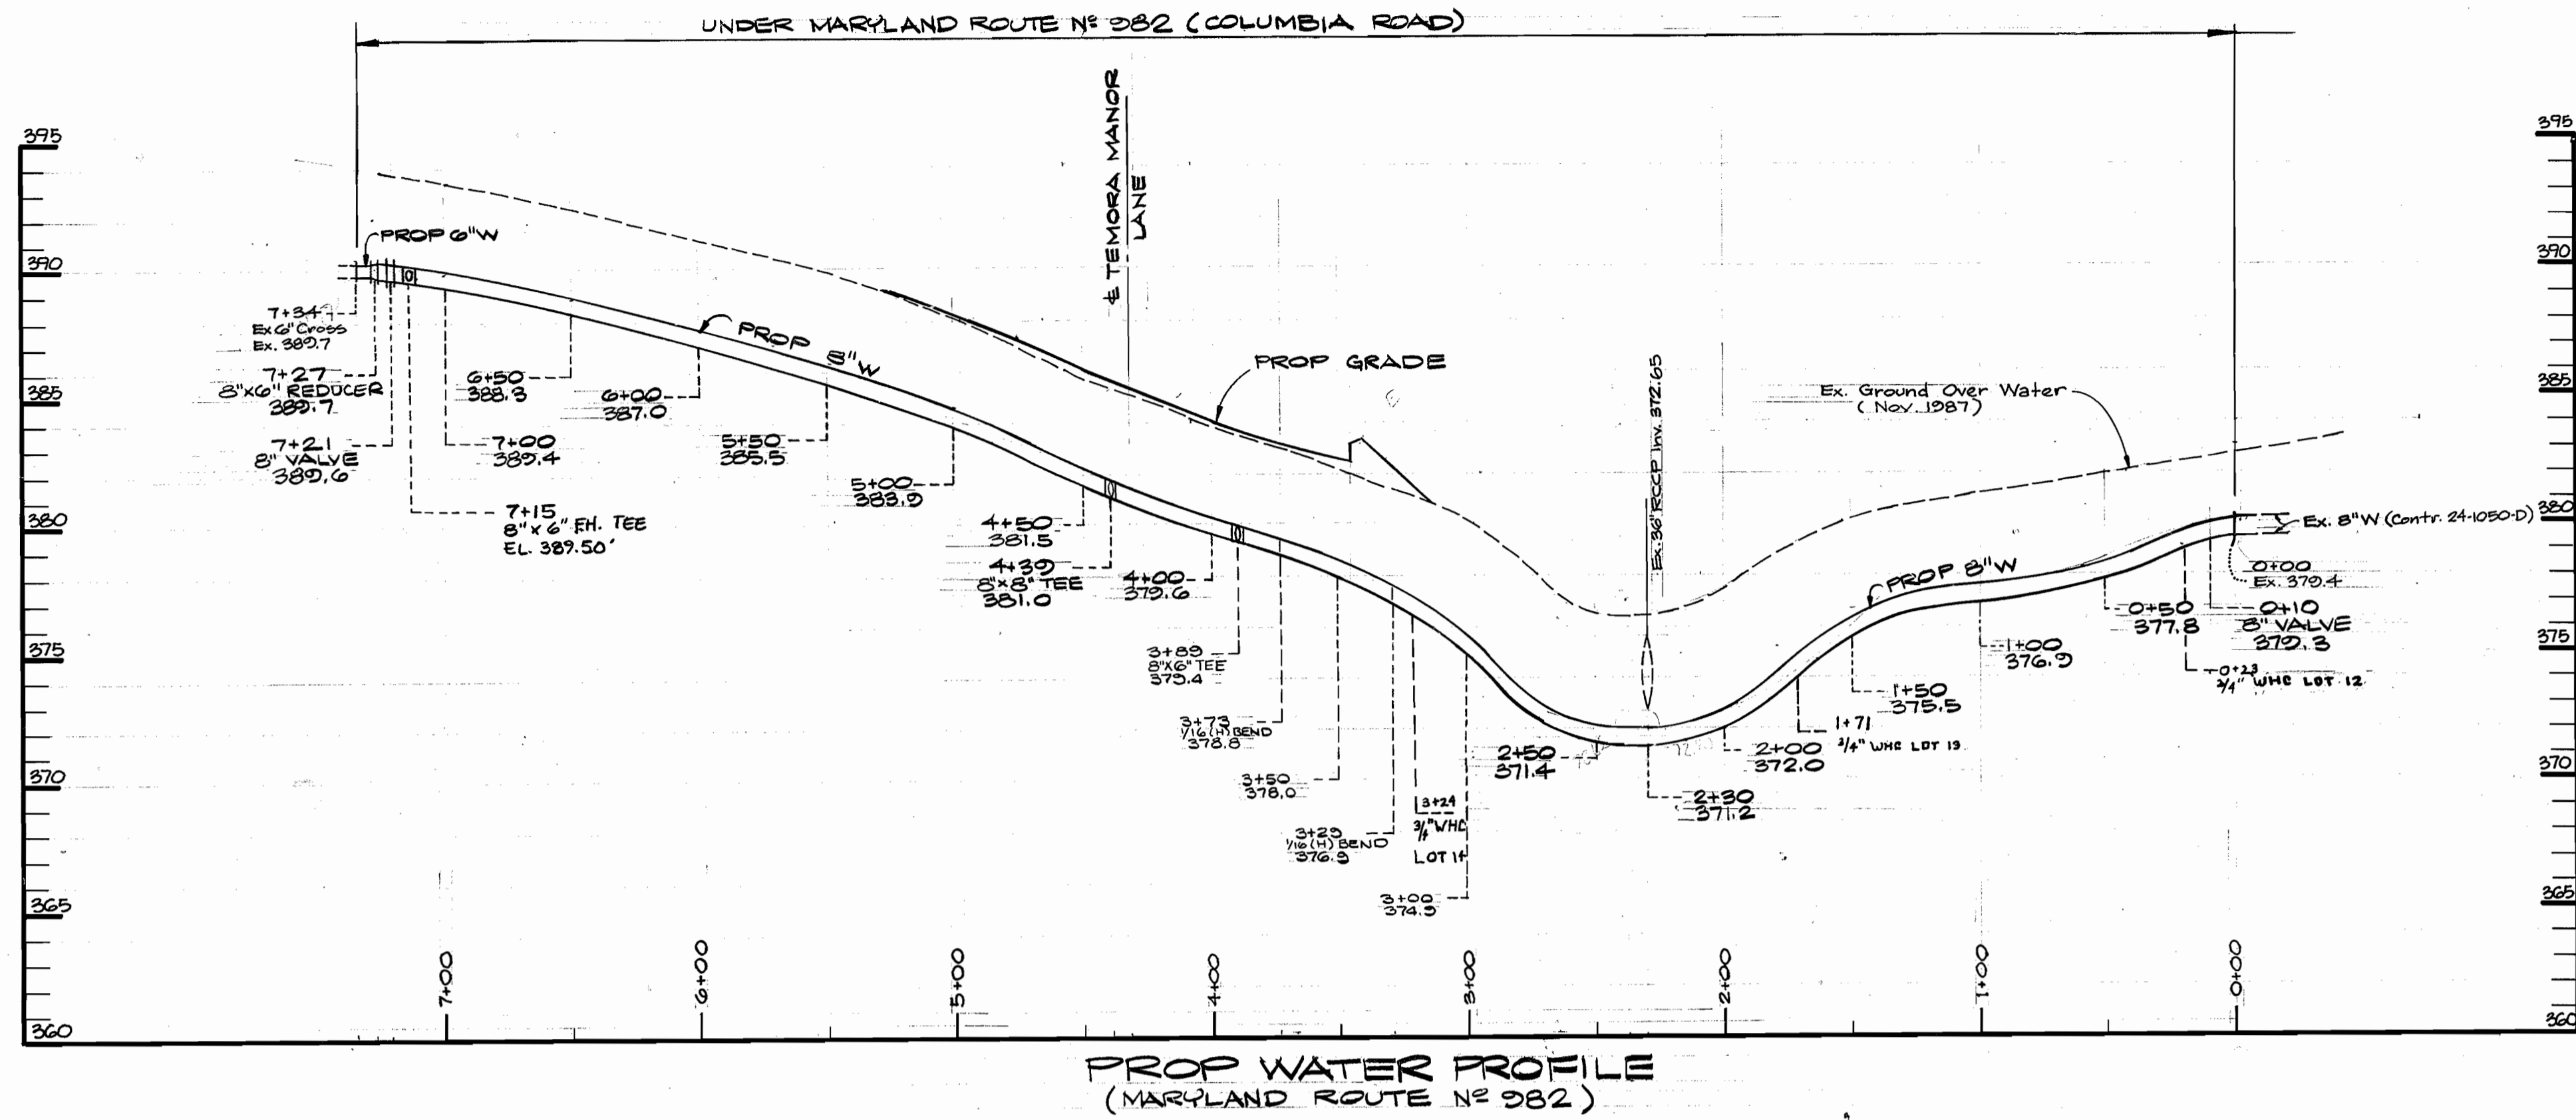 UNDER MARYLAND ROUTE Nº 982 (COLUMBIA ROAD)
℄ TEMORA MANOR
LANE
395
390
385
380
375
370
365
360
395
390
385
380
375
370
365
360
PROP 6"W
7+34
Ex 6" Cross
Ex. 389.7
7+27
8"x6" REDUCER
389.7
7+21
8" VALVE
389.6
7+15
8" x 6" F.H. TEE
EL. 389.50'
7+00
389.4
6+50
388.3
6+00
387.0
PROP 8"W
5+50
385.5
5+00
383.9
4+50
381.5
4+39
8"x8" TEE
381.0
4+00
379.6
3+89
8"X6" TEE
379.4
3+73
1/16 (H) BEND
378.8
3+50
378.0
3+29
1/16 (H) BEND
376.9
3+24
3/4" WHC
LOT 14
3+00
374.9
PROP GRADE
Ex. 36" RCCP Inv. 372.65
2+50
371.4
2+30
371.2
2+00
372.0
1+71
3/4" WHC LOT 13
1+50
375.5
1+00
376.9
PROP 8"W
Ex. Ground Over Water
(Nov. 1987)
0+50
377.8
0+23
3/4" WHC LOT 12
0+10
8" VALVE
379.3
0+00
Ex. 379.4
Ex. 8"W (Contr. 24-1050-D)
7+00
6+00
5+00
4+00
3+00
2+00
1+00
0+00
PROP WATER PROFILE
(MARYLAND ROUTE Nº 982)